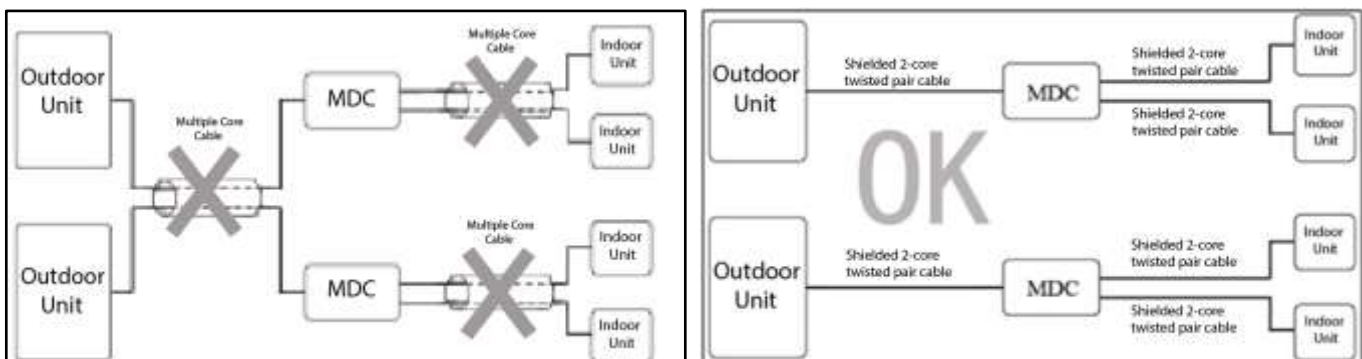 Outdoor
Unit
Multiple Core
Cable
MDC
Multiple Core
Cable
Indoor
Unit
Indoor
Unit
Outdoor
Unit
MDC
Multiple Core
Cable
Indoor
Unit
Indoor
Unit
Outdoor
Unit
Shielded 2-core
twisted pair cable
MDC
Shielded 2-core
twisted pair cable
Shielded 2-core
twisted pair cable
Indoor
Unit
Indoor
Unit
OK
Outdoor
Unit
Shielded 2-core
twisted pair cable
MDC
Shielded 2-core
twisted pair cable
Shielded 2-core
twisted pair cable
Indoor
Unit
Indoor
Unit